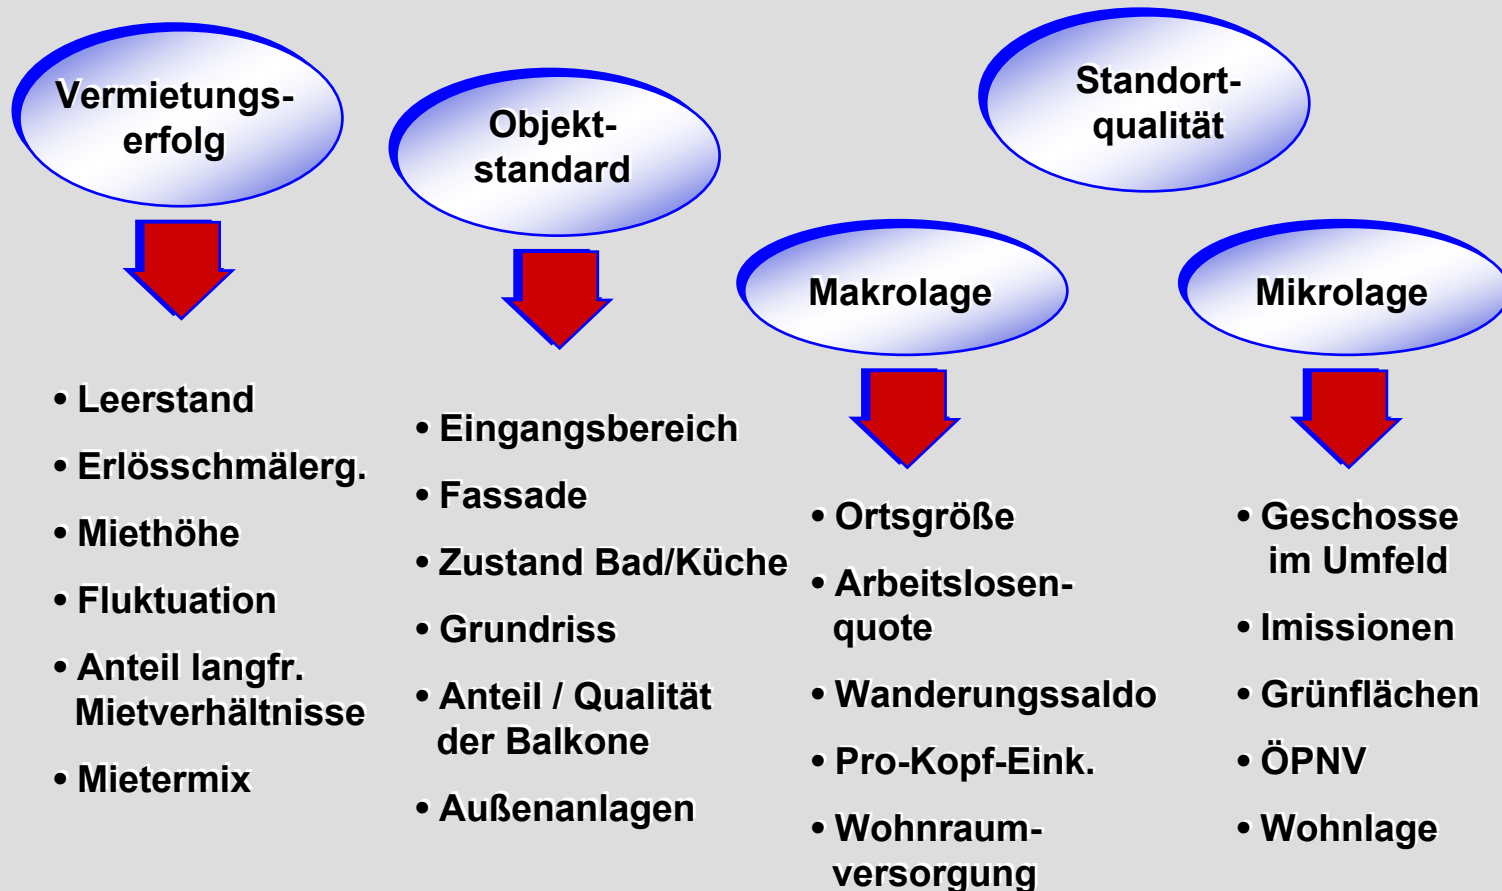 Vermietungs-
erfolg
Objekt-
standard
Standort-
qualität
Makrolage
Mikrolage
• Leerstand
• Erlösschmälerg.
• Miethöhe
• Fluktuation
• Anteil langfr.
Mietverhältnisse
• Mietermix
• Eingangsbereich
• Fassade
• Zustand Bad/Küche
• Grundriss
• Anteil / Qualität
der Balkone
• Außenanlagen
• Ortsgröße
• Arbeitslosen-
quote
• Wanderungssaldo
• Pro-Kopf-Eink.
• Wohnraum-
versorgung
• Geschosse
im Umfeld
• Imissionen
• Grünflächen
• ÖPNV
• Wohnlage